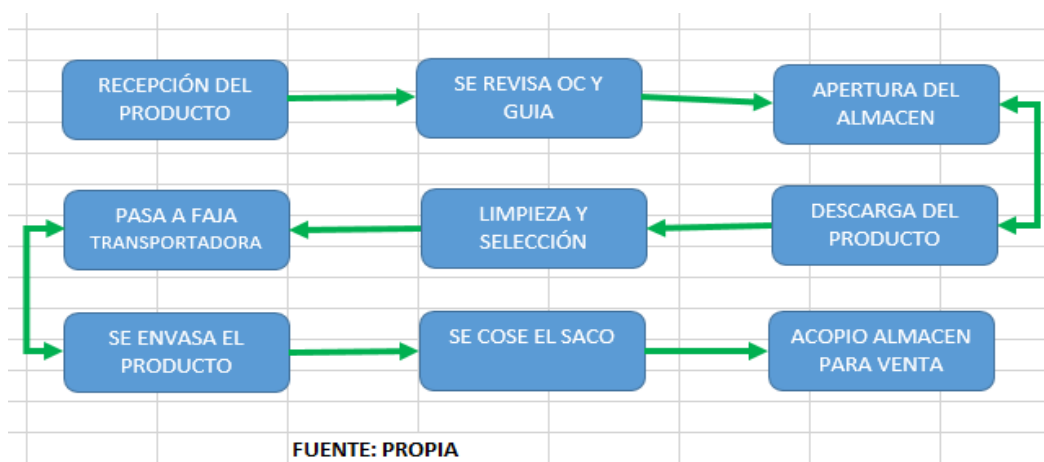 RECEPCIÓN DEL
PRODUCTO
SE REVISA OC Y
GUIA
APERTURA DEL
ALMACEN
DESCARGA DEL
PRODUCTO
LIMPIEZA Y
SELECCIÓN
PASA A FAJA
TRANSPORTADORA
SE ENVASA EL
PRODUCTO
SE COSE EL SACO
ACOPIO ALMACEN
PARA VENTA
FUENTE: PROPIA